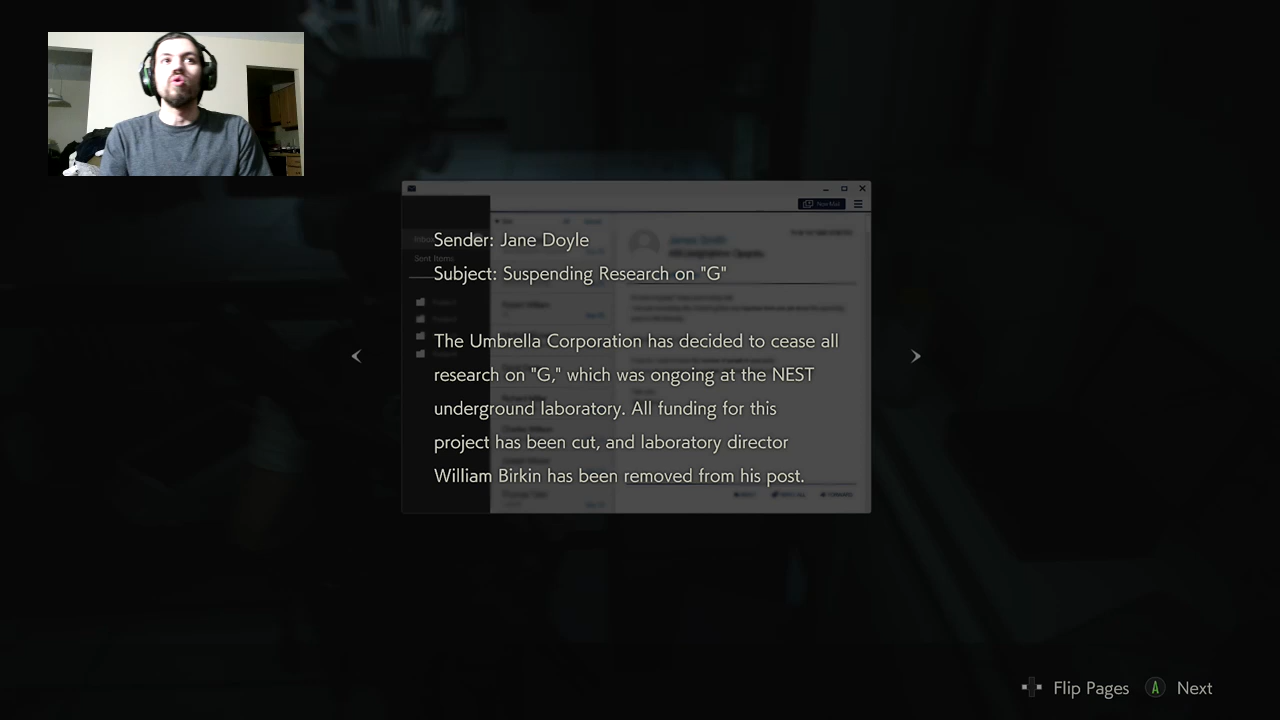 Sender: Jane Doyle
Subject: Suspending Research on "G"
The Umbrella Corporation has decided to cease all
research on "G," which was ongoing at the NEST
underground laboratory. All funding for this
project has been cut, and laboratory director
William Birkin has been removed from his post.
Sent Items
Flip Pages A Next